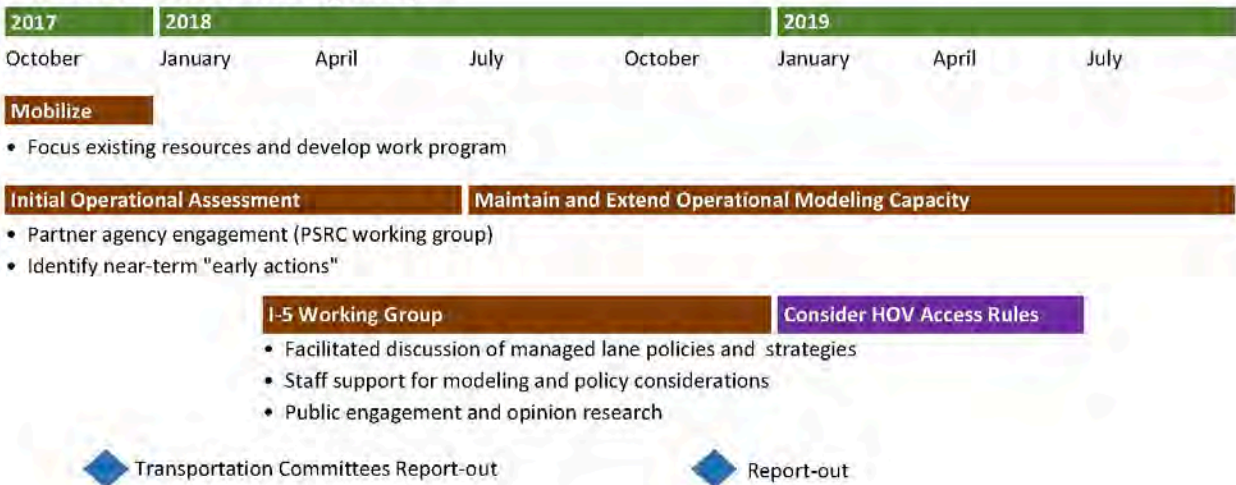 2017 2018 2019
October January April July October January April July
Mobilize
• Focus existing resources and develop work program
Initial Operational Assessment Maintain and Extend Operational Modeling Capacity
• Partner agency engagement (PSRC working group)
• Identify near-term "early actions"
I-5 Working Group Consider HOV Access Rules
• Facilitated discussion of managed lane policies and strategies
• Staff support for modeling and policy considerations
• Public engagement and opinion research
Transportation Committees Report-out Report-out